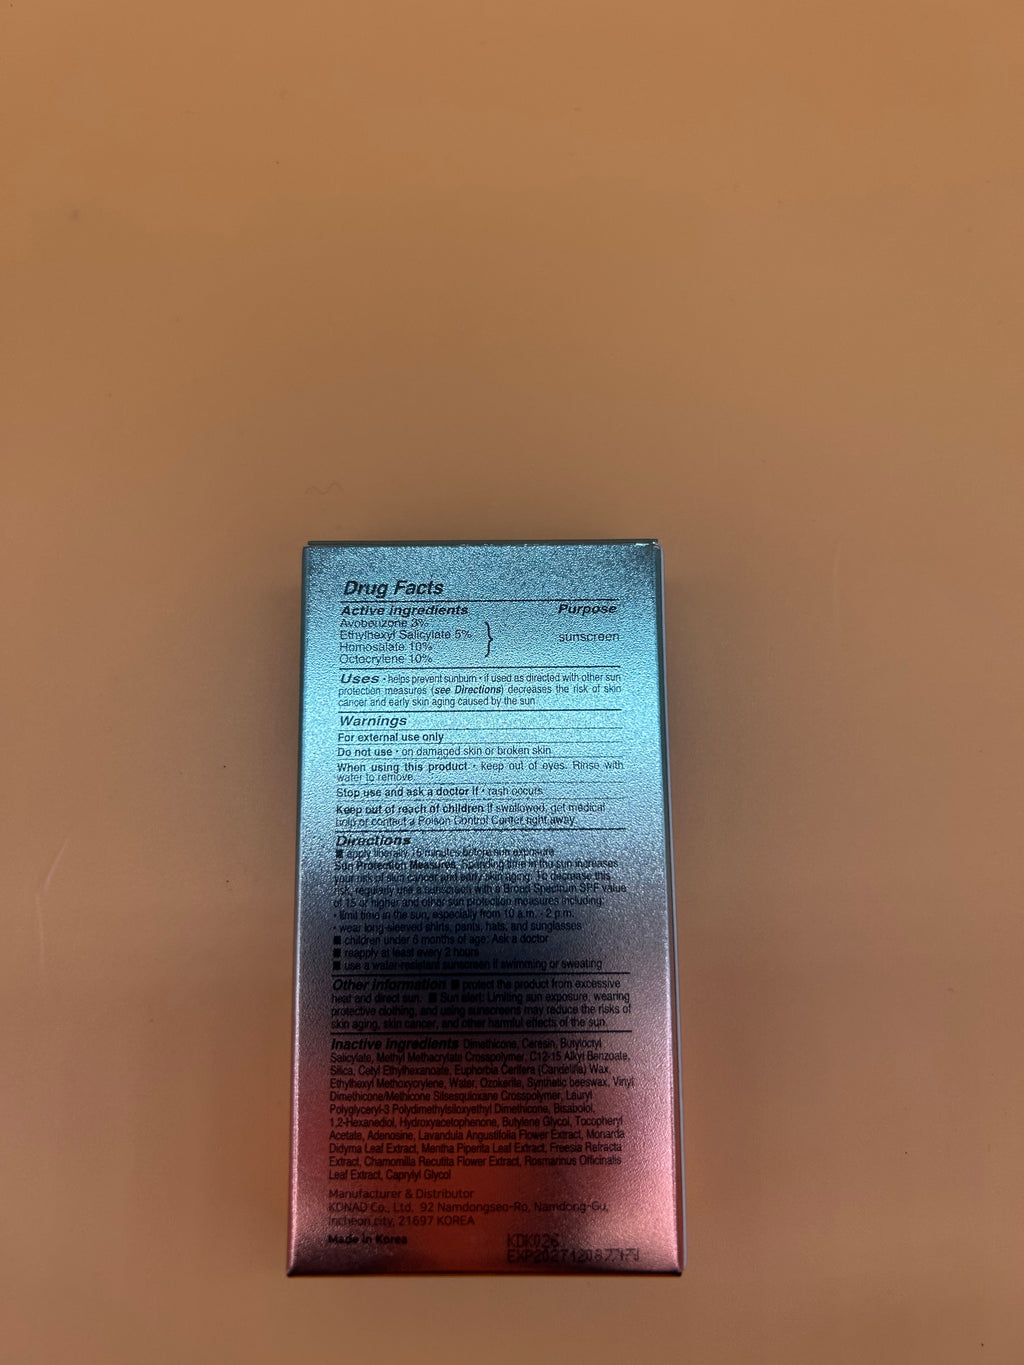 Drug Facts
Active ingredients Purpose
Avobenzone 3%
Ethylhexyl Salicylate 5%
Homosalate 10%
Octocrylene 10%
} sunscreen
Uses • helps prevent sunburn • if used as directed with other sun
protection measures (see Directions) decreases the risk of skin
cancer and early skin aging caused by the sun
Warnings
For external use only
Do not use • on damaged skin or broken skin
When using this product • keep out of eyes. Rinse with
water to remove.
Stop use and ask a doctor if • rash occurs
Keep out of reach of children If swallowed, get medical
help or contact a Poison Control Center right away.
Directions
■ apply liberally 15 minutes before sun exposure
Sun Protection Measures. Spending time in the sun increases
your risk of skin cancer and early skin aging. To decrease this
risk, regularly use a sunscreen with a Broad Spectrum SPF value
of 15 or higher and other sun protection measures including:
• limit time in the sun, especially from 10 a.m. - 2 p.m.
• wear long-sleeved shirts, pants, hats, and sunglasses
■ children under 6 months of age: Ask a doctor
■ reapply at least every 2 hours
■ use a water-resistant sunscreen if swimming or sweating
Other information ■ protect the product from excessive
heat and direct sun. ■ Sun alert: Limiting sun exposure, wearing
protective clothing, and using sunscreens may reduce the risks of
skin aging, skin cancer, and other harmful effects of the sun.
Inactive ingredients Dimethicone, Ceresin, Butyloctyl
Salicylate, Methyl Methacrylate Crosspolymer, C12-15 Alkyl Benzoate,
Silica, Cetyl Ethylhexanoate, Euphorbia Cerifera (Candelilla) Wax,
Ethylhexyl Methoxycrylene, Water, Ozokerite, Synthetic beeswax, Vinyl
Dimethicone/Methicone Silsesquioxane Crosspolymer, Lauryl
Polyglyceryl-3 Polydimethylsiloxyethyl Dimethicone, Bisabolol,
1,2-Hexanediol, Hydroxyacetophenone, Butylene Glycol, Tocopheryl
Acetate, Adenosine, Lavandula Angustifolia Flower Extract, Monarda
Didyma Leaf Extract, Mentha Piperita Leaf Extract, Freesia Refracta
Extract, Chamomilla Recutita Flower Extract, Rosmarinus Officinalis
Leaf Extract, Caprylyl Glycol
Manufacturer & Distributor
KONAD Co., Ltd. 92 Namdongseo-Ro, Namdong-Gu,
Incheon city, 21697 KOREA
Made in Korea
KDK026
EXP20271208